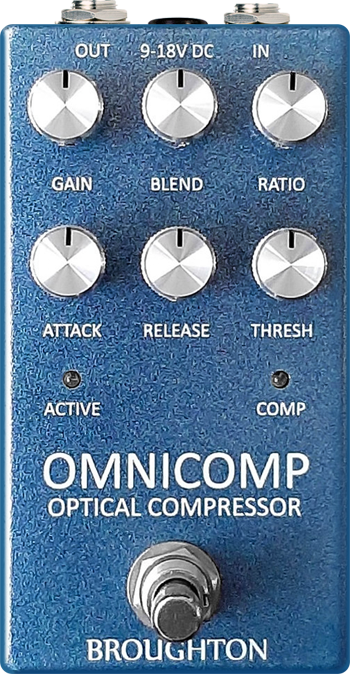 OUT 9-18V DC IN
GAIN BLEND RATIO
ATTACK RELEASE THRESH
ACTIVE COMP
OMNICOMP
OPTICAL COMPRESSOR
BROUGHTON